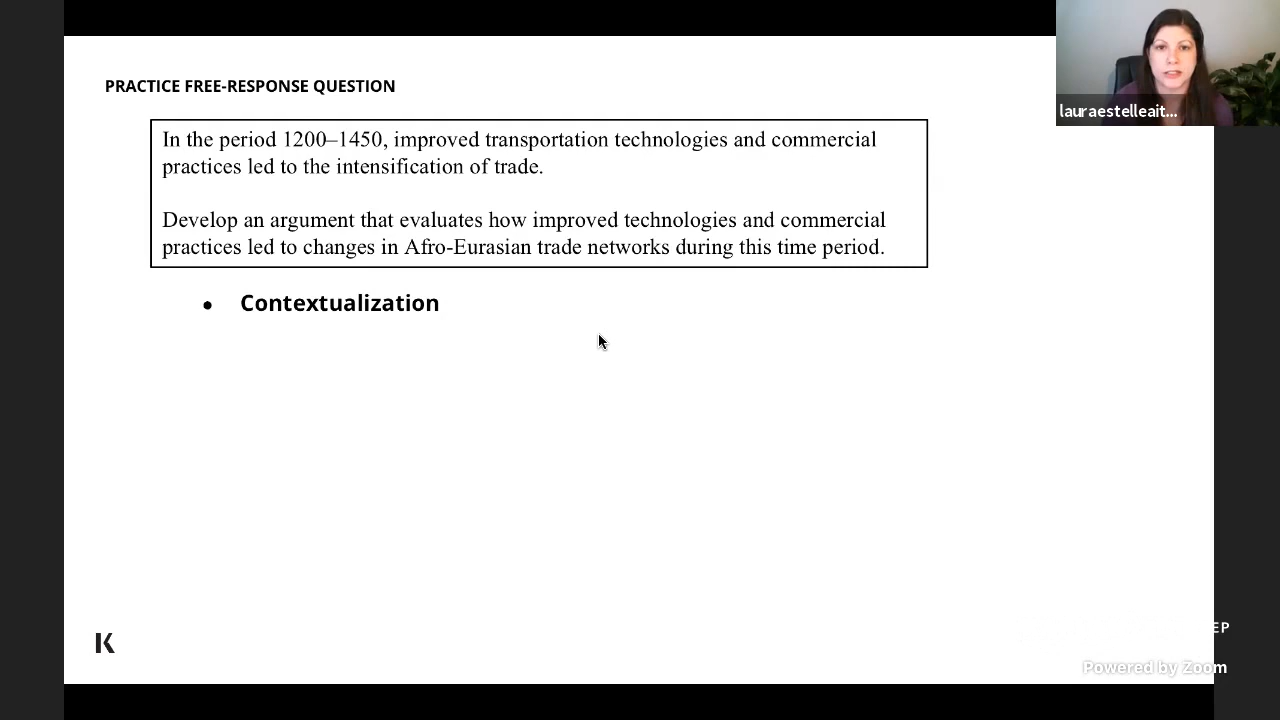 lauraestelleait...
PRACTICE FREE-RESPONSE QUESTION
In the period 1200–1450, improved transportation technologies and commercial
practices led to the intensification of trade.
Develop an argument that evaluates how improved technologies and commercial
practices led to changes in Afro-Eurasian trade networks during this time period.
• Contextualization
K
EP
Powered by Zoom